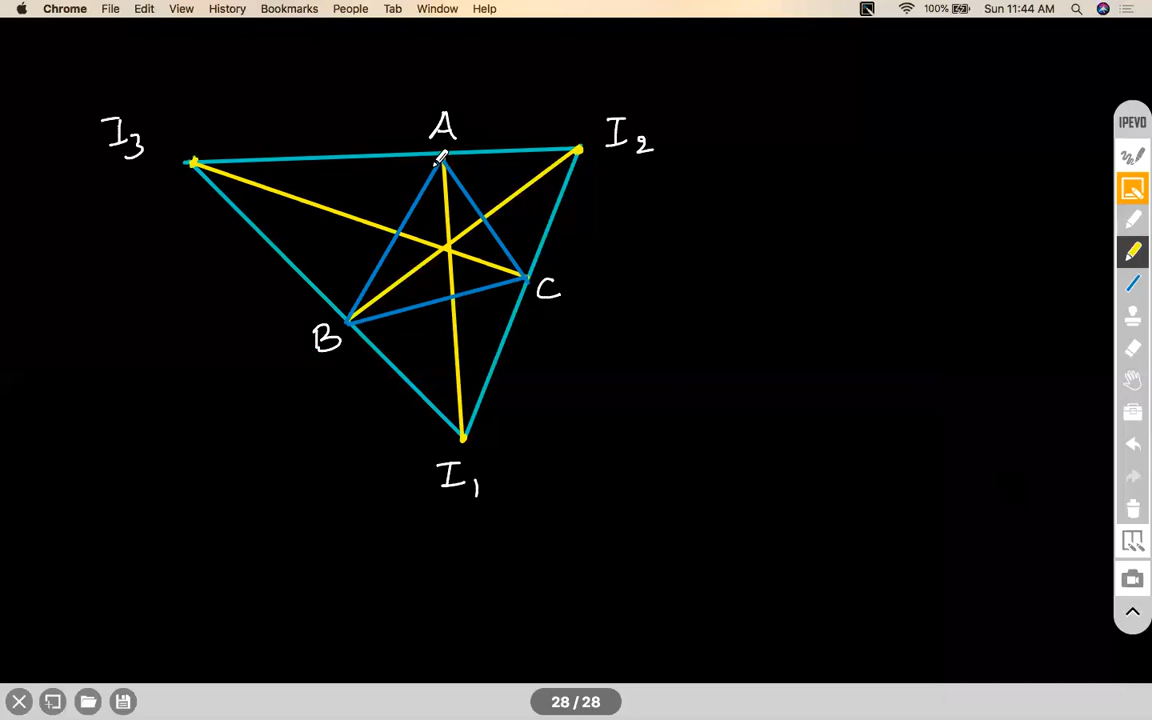 Chrome File Edit View History Bookmarks People Tab Window Help 100% Sun 11:44 AM
A
I₃
I₂
IPEVO
C
B
I₁
28 / 28